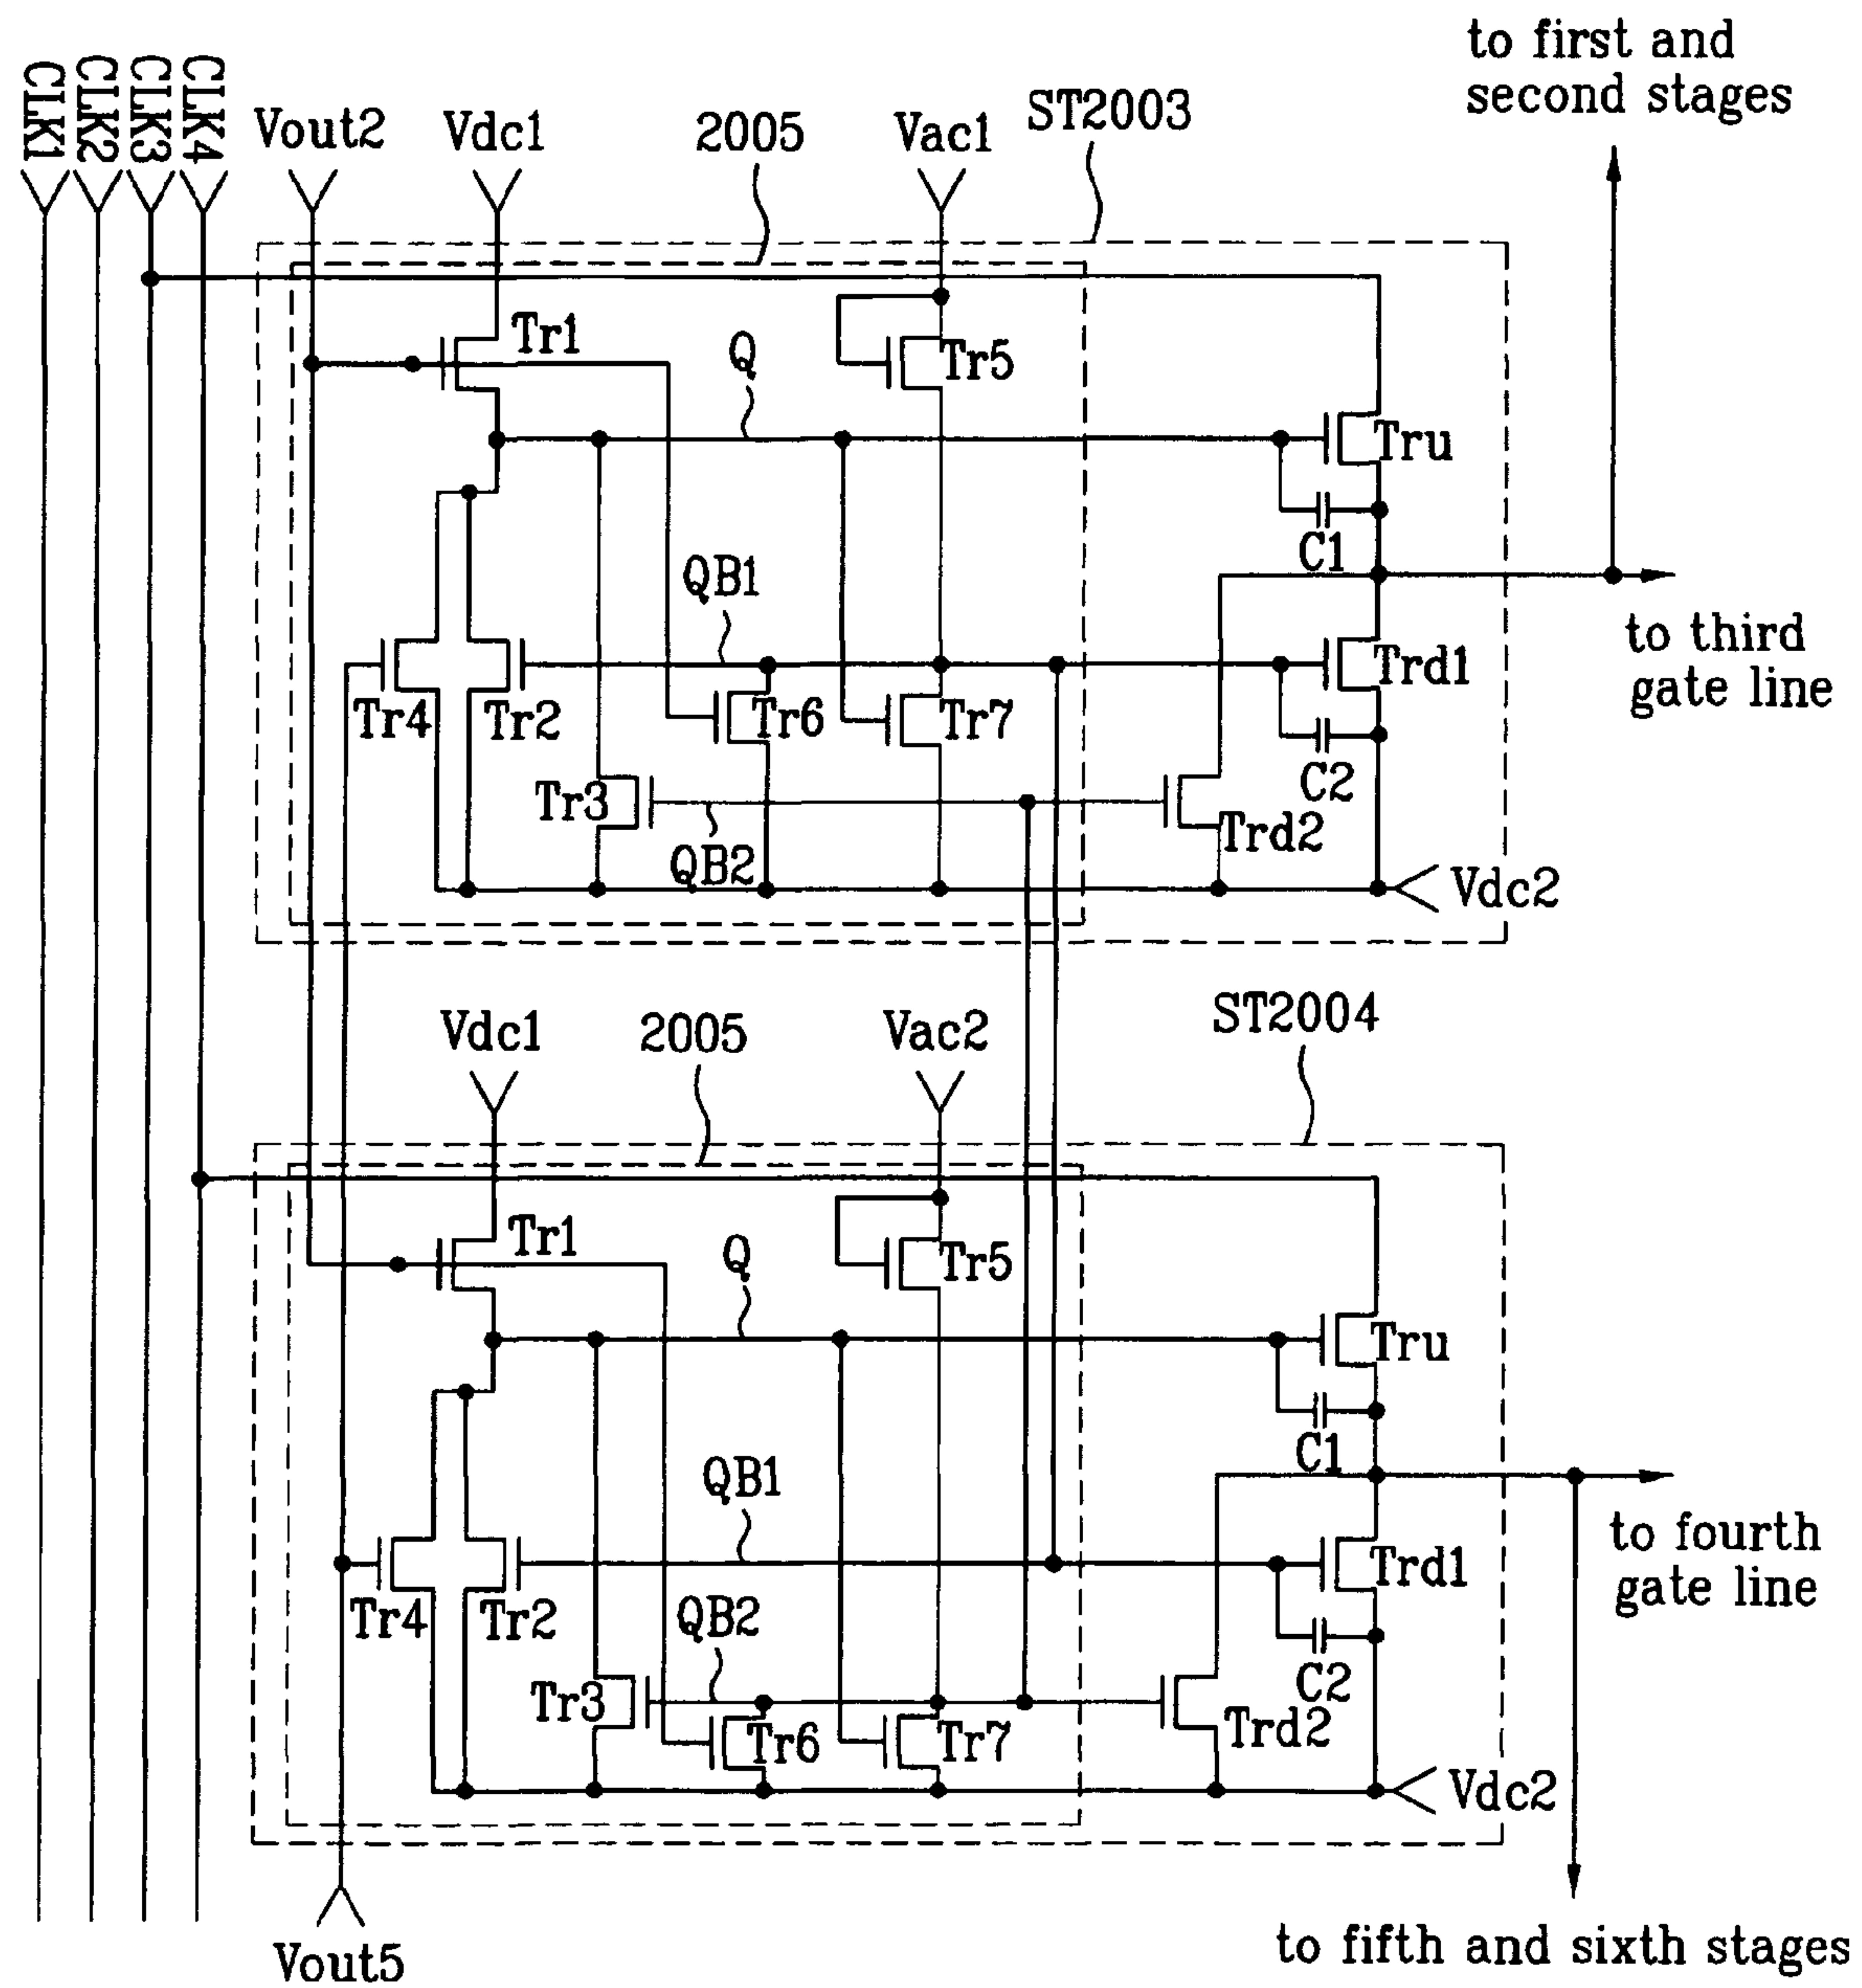 to first and
second stages
CLK1
CLK2
CLK3
CLK4
Vout2
Vdc1
2005
Vac1
ST2003
Tr1
Q
Tr5
Tru
C1
QB1
to third
gate line
Tr4
Tr2
Tr6
Tr7
Trd1
Tr3
QB2
C2
Trd2
Vdc2
Vdc1
2005
Vac2
ST2004
Tr1
Q
Tr5
Tru
C1
QB1
to fourth
gate line
Tr4
Tr2
QB2
Trd1
Tr3
Tr6
Tr7
C2
Trd2
Vdc2
Vout5
to fifth and sixth stages